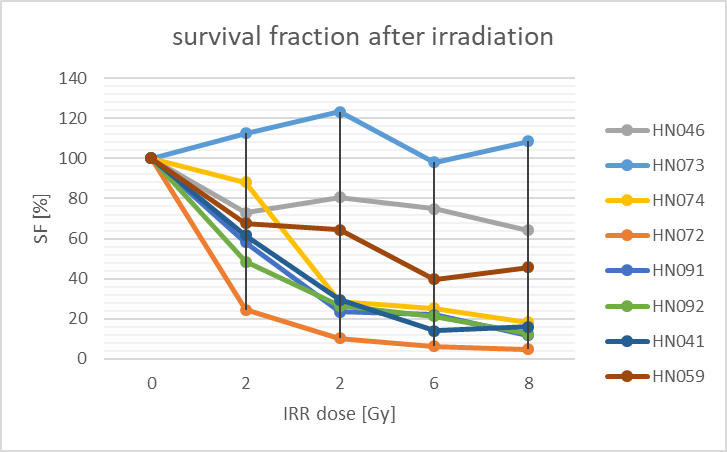 survival fraction after irradiation
140
120
100
80
60
40
20
0
SF [%]
0 2 2 6 8
IRR dose [Gy]
HN046
HN073
HN074
HN072
HN091
HN092
HN041
HN059